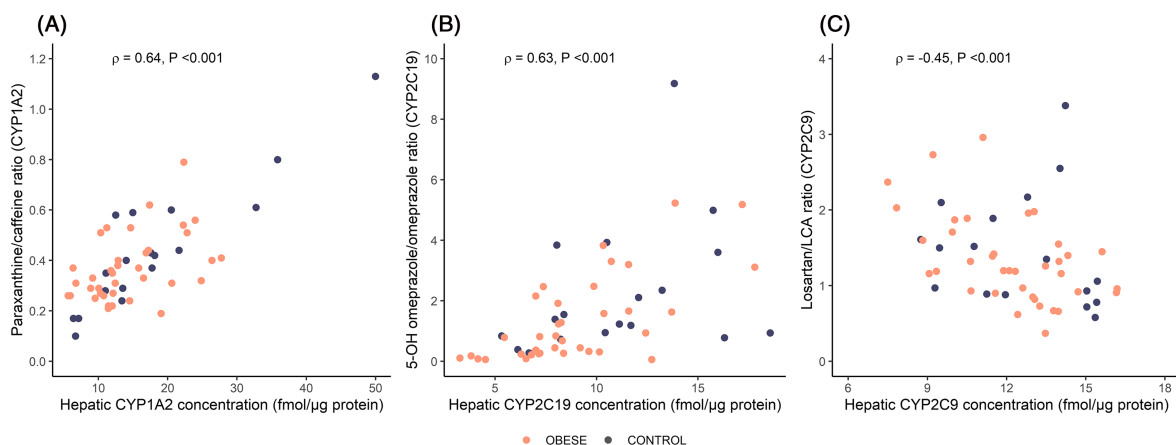 (A)
ρ = 0.64, P <0.001
Paraxanthine/caffeine ratio (CYP1A2)
1.2
1.0
0.8
0.6
0.4
0.2
0.0
10
20
30
40
50
Hepatic CYP1A2 concentration (fmol/µg protein)
(B)
ρ = 0.63, P <0.001
5-OH omeprazole/omeprazole ratio (CYP2C19)
10
8
6
4
2
0
5
10
15
Hepatic CYP2C19 concentration (fmol/µg protein)
(C)
ρ = -0.45, P <0.001
Losartan/LCA ratio (CYP2C9)
4
3
2
1
0
6
9
12
15
18
Hepatic CYP2C9 concentration (fmol/µg protein)
OBESE
CONTROL